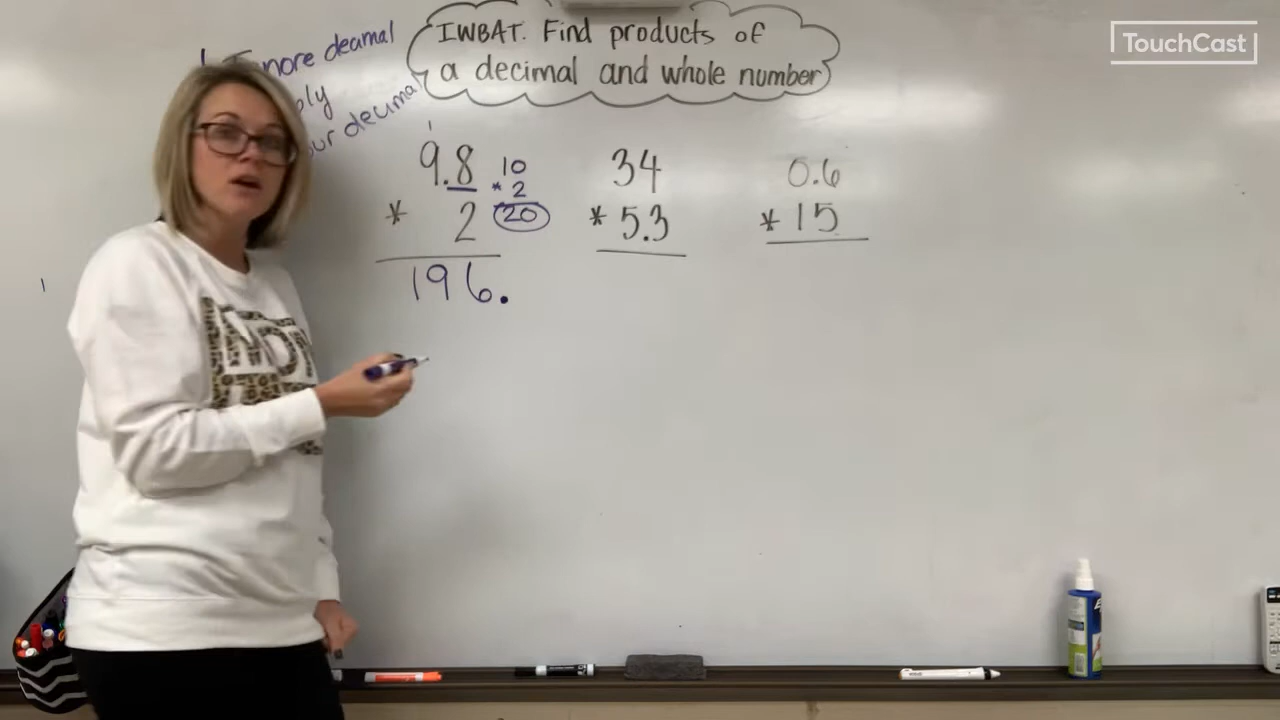 TouchCast
IWBAT. Find products of
a decimal and whole number
decimal
decimal
1
9.8
* 2
196.
10
* 2
20
34
* 5.3
0.6
* 15